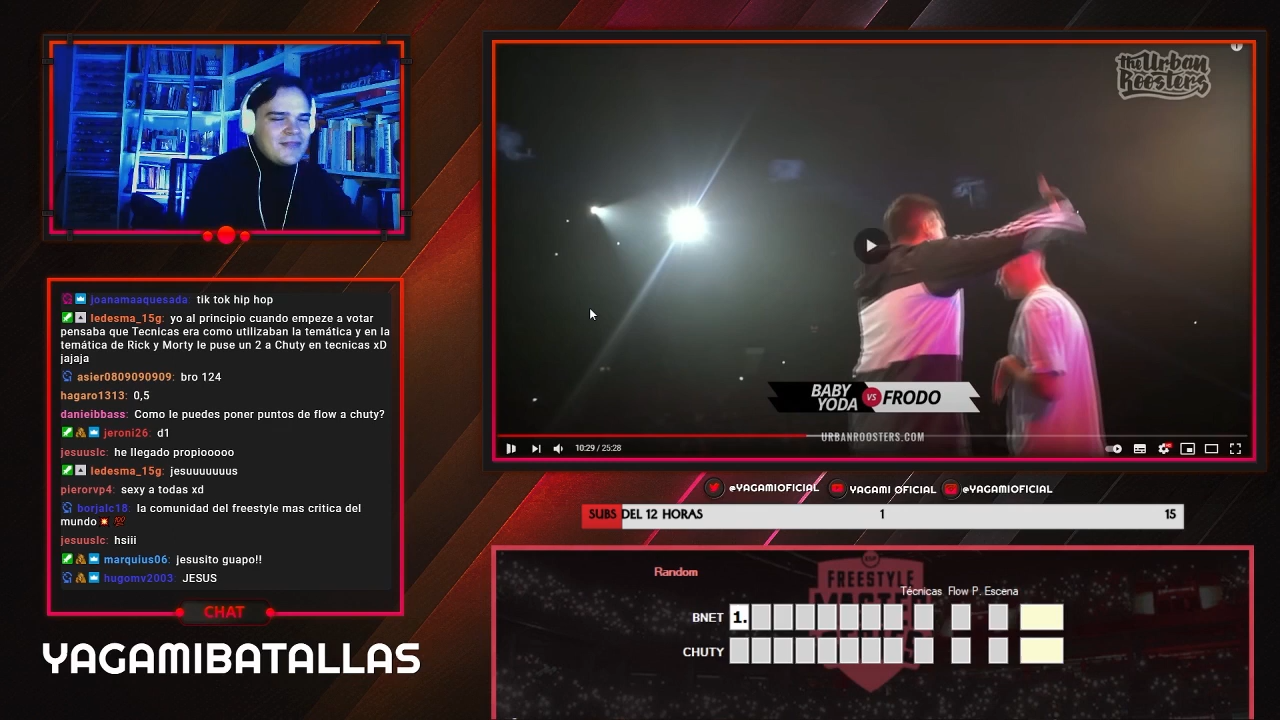 joanamaaquesada: tik tok hip hop
ledesma_15g: yo al principio cuando empeze a votar
pensaba que Tecnicas era como utilizaban la temática y en la
temática de Rick y Morty le puse un 2 a Chuty en tecnicas xD
jajaja
asier0809090909: bro 124
hagaro1313: 0,5
danieibbass: Como le puedes poner puntos de flow a chuty?
jeroni26: d1
jesuuslc: he llegado propiooooo
ledesma_15g: jesuuuuuuus
pierorvp4: sexy a todas xd
borjalc18: la comunidad del freestyle mas critica del
mundo💥 💯
jesuuslc: hsiii
marquius06: jesusito guapo!!
hugomv2003: JESUS
CHAT
YAGAMIBATALLAS
the Urban
Roosters
BABY
YODA
VS
FRODO
URBANROOSTERS.COM
10:29 / 25:28
@YAGAMIOFICIAL YAGAMI OFICIAL @YAGAMIOFICIAL
SUBS DEL 12 HORAS 1 15
Random
FREESTYLE
MASTER
SERIES
Técnicas Flow P. Escena
BNET 1.
CHUTY